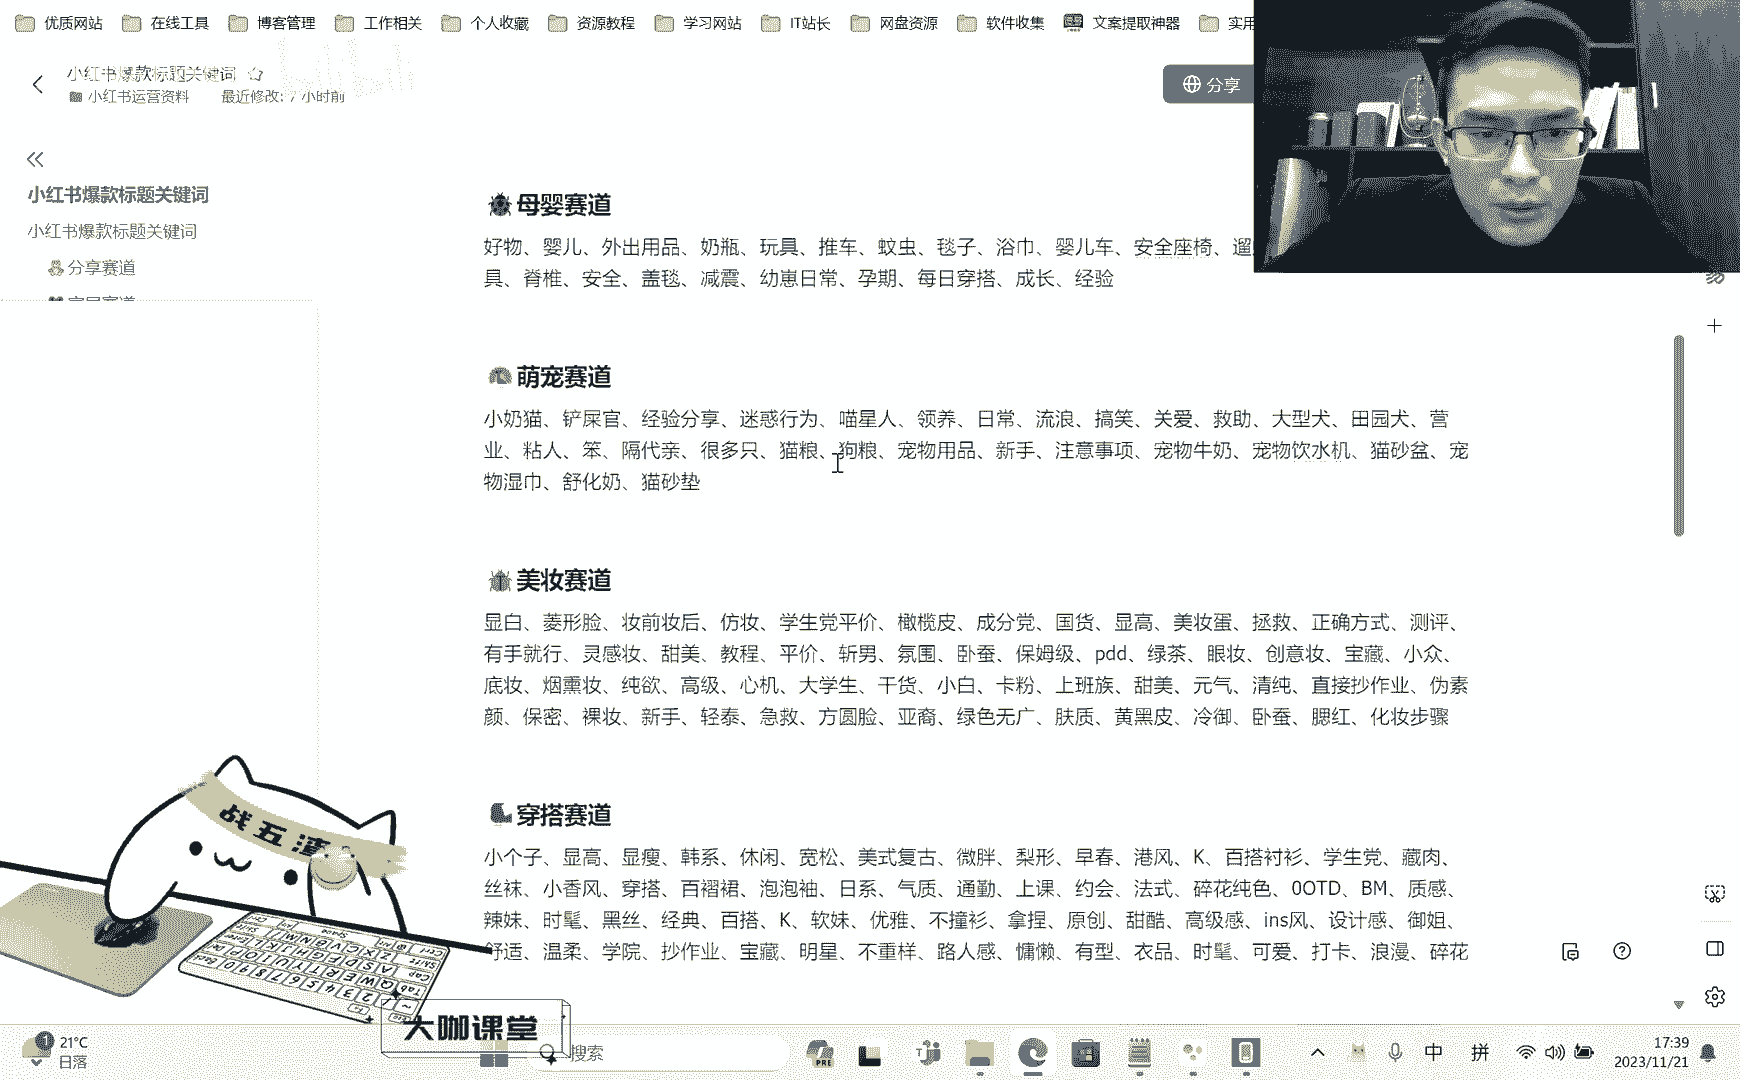 优质网站 在线工具 博客管理 工作相关 个人收藏 资源教程 学习网站 IT站长 网盘资源 软件收集 文案提取神器 实用
小红书爆款标题关键词
小红书运营资料 最近修改: 7 小时前
分享
小红书爆款标题关键词
小红书爆款标题关键词
分享赛道
母婴赛道
好物、婴儿、外出用品、奶瓶、玩具、推车、蚊虫、毯子、浴巾、婴儿车、安全座椅、遛
具、脊椎、安全、盖毯、减震、幼崽日常、孕期、每日穿搭、成长、经验
萌宠赛道
小奶猫、铲屎官、经验分享、迷惑行为、喵星人、领养、日常、流浪、搞笑、关爱、救助、大型犬、田园犬、营
业、粘人、笨、隔代亲、很多只、猫粮、狗粮、宠物用品、新手、注意事项、宠物牛奶、宠物饮水机、猫砂盆、宠
物湿巾、舒化奶、猫砂垫
美妆赛道
显白、菱形脸、妆前妆后、仿妆、学生党平价、橄榄皮、成分党、国货、显高、美妆蛋、拯救、正确方式、测评、
有手就行、灵感妆、甜美、教程、平价、斩男、氛围、卧蚕、保姆级、pdd、绿茶、眼妆、创意妆、宝藏、小众、
底妆、烟熏妆、纯欲、高级、心机、大学生、干货、小白、卡粉、上班族、甜美、元气、清纯、直接抄作业、伪素
颜、保密、裸妆、新手、轻泰、急救、方圆脸、亚裔、绿色无广、肤质、黄黑皮、冷御、卧蚕、腮红、化妆步骤
穿搭赛道
小个子、显高、显瘦、韩系、休闲、宽松、美式复古、微胖、梨形、早春、港风、K、百搭衬衫、学生党、藏肉、
丝袜、小香风、穿搭、百褶裙、泡泡袖、日系、气质、通勤、上课、约会、法式、碎花纯色、0OTD、BM、质感、
辣妹、时髦、黑丝、经典、百搭、K、软妹、优雅、不撞衫、拿捏、原创、甜酷、高级感、ins风、设计感、御姐、
舒适、温柔、学院、抄作业、宝藏、明星、不重样、路人感、慵懒、有型、衣品、时髦、可爱、打卡、浪漫、碎花
战五渣
大咖课堂
21°C
日落
搜索
中 拼
17:39
2023/11/21